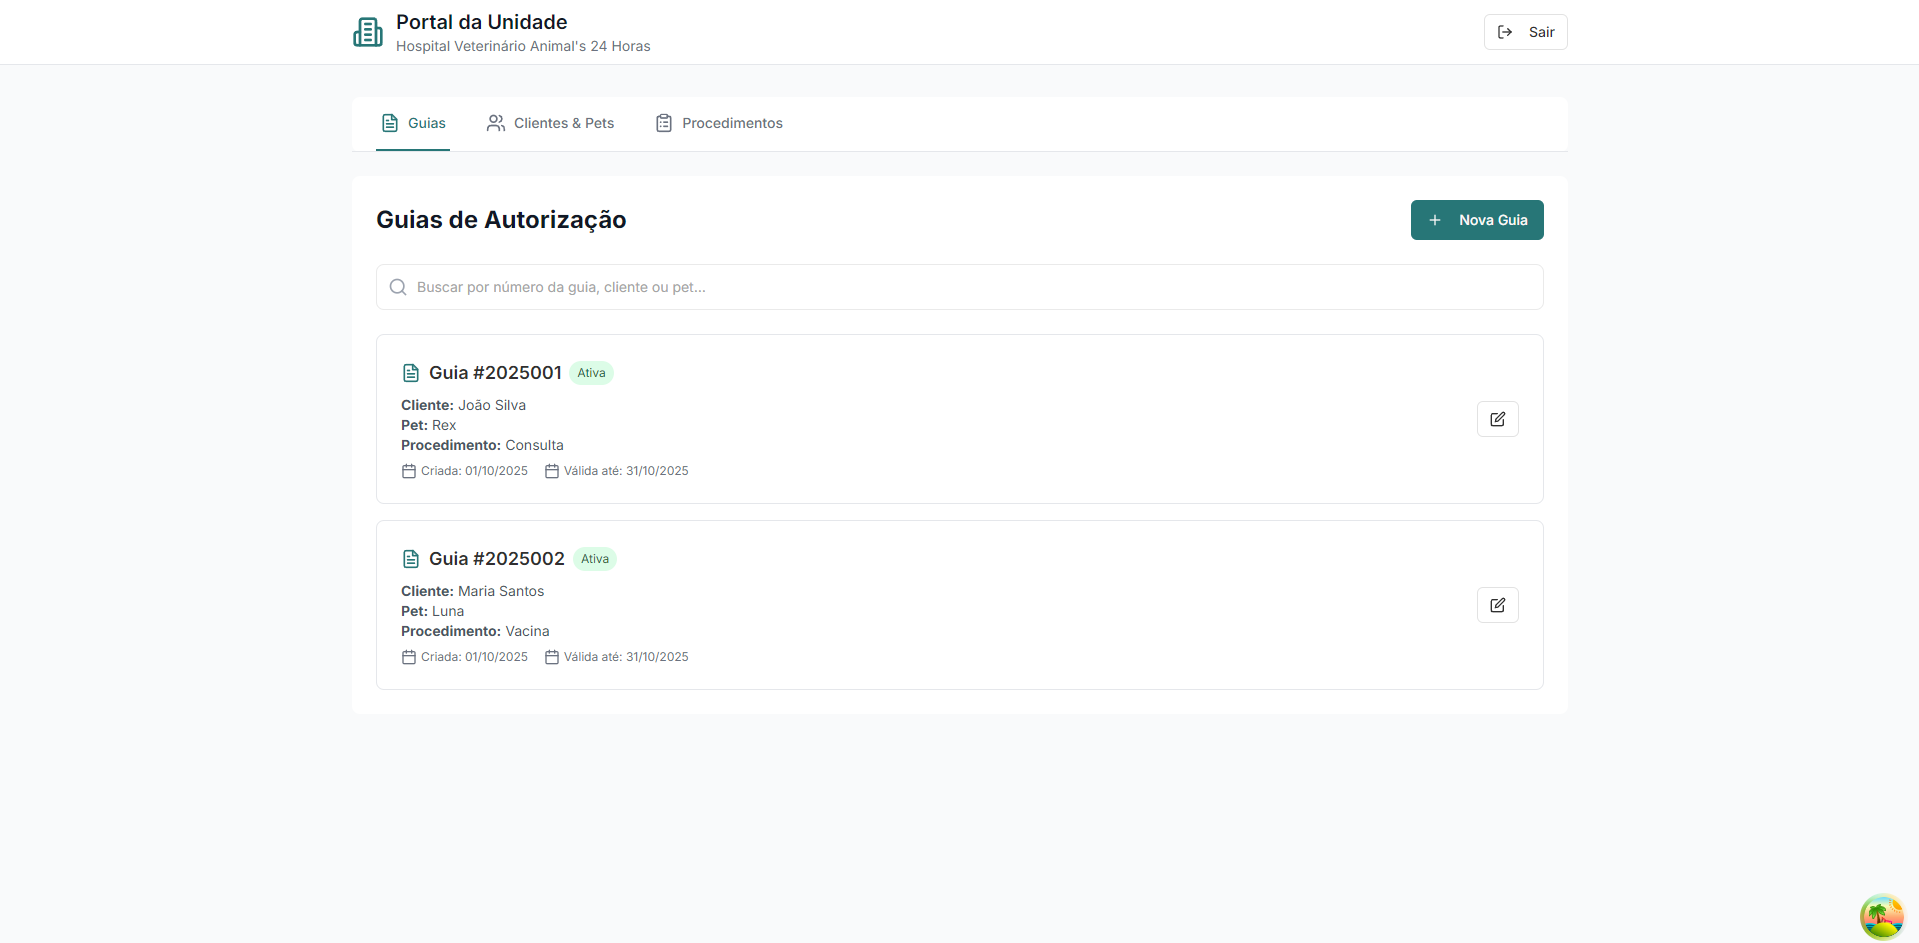 Portal da Unidade
Hospital Veterinário Animal's 24 Horas
Sair
Guias
Clientes & Pets
Procedimentos
Guias de Autorização
Nova Guia
Buscar por número da guia, cliente ou pet...
Guia #2025001 Ativa
Cliente: João Silva
Pet: Rex
Procedimento: Consulta
Criada: 01/10/2025 Válida até: 31/10/2025
Guia #2025002 Ativa
Cliente: Maria Santos
Pet: Luna
Procedimento: Vacina
Criada: 01/10/2025 Válida até: 31/10/2025